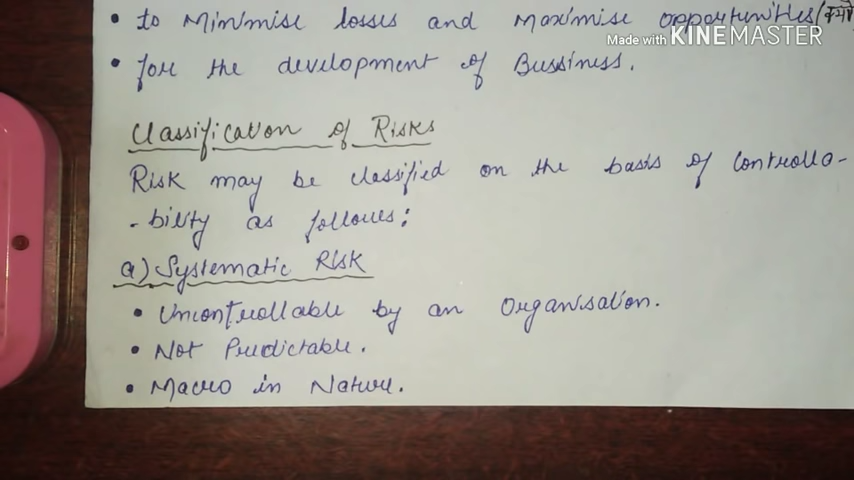 • to Minimise losses and Maximise opportunities/
Made with KINEMASTER
• for the development of Bussiness.
Classification of Risks
Risk may be classified on the basis of Controlla-
-bility as follows:
a) Systematic Risk
• Uncontrollable by an Organisation.
• Not Predictable.
• Macro in Nature.